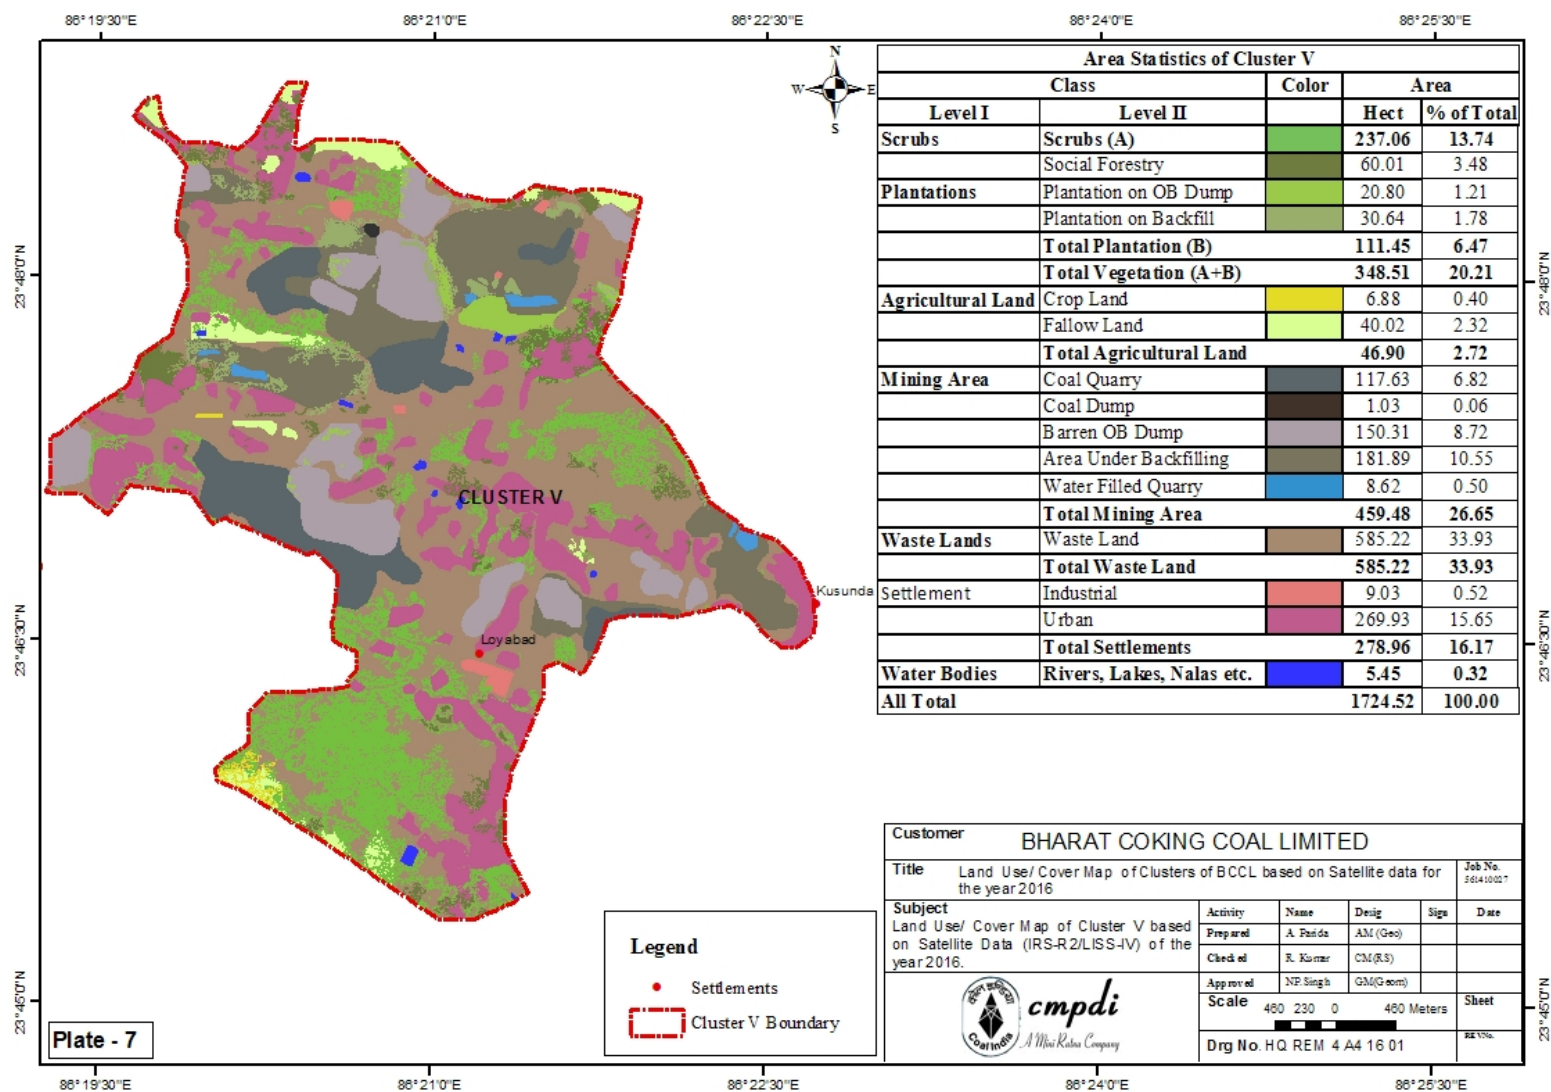 86°19'30"E 86°21'0"E 86°22'30"E 86°24'0"E 86°25'30"E
N
W E
S
Area Statistics of Cluster V
Class Color Area
Level I Level II Hect % of Total
Scrubs Scrubs (A) 237.06 13.74
Social Forestry 60.01 3.48
Plantations Plantation on OB Dump 20.80 1.21
Plantation on Backfill 30.64 1.78
Total Plantation (B) 111.45 6.47
Total Vegetation (A+B) 348.51 20.21
Agricultural Land Crop Land 6.88 0.40
Fallow Land 40.02 2.32
Total Agricultural Land 46.90 2.72
Mining Area Coal Quarry 117.63 6.82
Coal Dump 1.03 0.06
Barren OB Dump 150.31 8.72
Area Under Backfilling 181.89 10.55
Water Filled Quarry 8.62 0.50
Total Mining Area 459.48 26.65
Waste Lands Waste Land 585.22 33.93
Total Waste Land 585.22 33.93
Settlement Industrial 9.03 0.52
Urban 269.93 15.65
Total Settlements 278.96 16.17
Water Bodies Rivers, Lakes, Nalas etc. 5.45 0.32
All Total 1724.52 100.00
23°48'0"N 23°48'0"N
CLUSTER V
Kusunda
Loyabad
23°46'30"N 23°46'30"N
Legend
Settlements
Cluster V Boundary
Plate - 7
Customer BHARAT COKING COAL LIMITED
Title Land Use/ Cover Map of Clusters of BCCL based on Satellite data for
the year 2016
Job No.
561410027
Subject
Land Use/ Cover Map of Cluster V based
on Satellite Data (IRS-R2/LISS-IV) of the
year 2016.
Activity Name Desig Sign Date
Prepared A. Parida AM (Geo)
Checked R. Kumar CM(RS)
Approved NP. Singh GM(Geom)
कोल इण्डिया
Coal India
cmpdi
A Mini Ratna Company
Scale 460 230 0 460 Meters
Sheet
Drg No. HQ REM 4 A4 16 01
REV No.
23°45'0"N 23°45'0"N
86°19'30"E 86°21'0"E 86°22'30"E 86°24'0"E 86°25'30"E